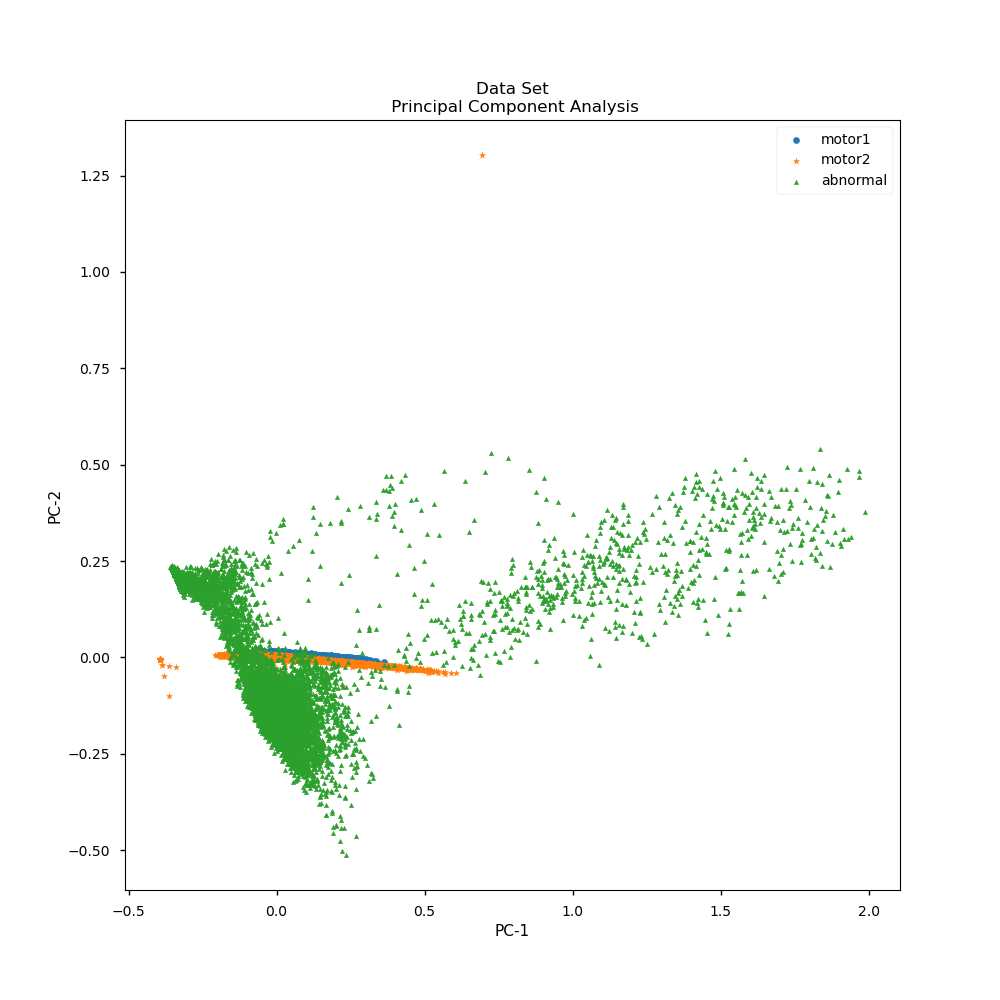 Data Set
Principal Component Analysis
motor1
motor2
abnormal
1.25
1.00
0.75
0.50
0.25
0.00
−0.25
−0.50
PC-2
−0.5
0.0
0.5
1.0
1.5
2.0
PC-1